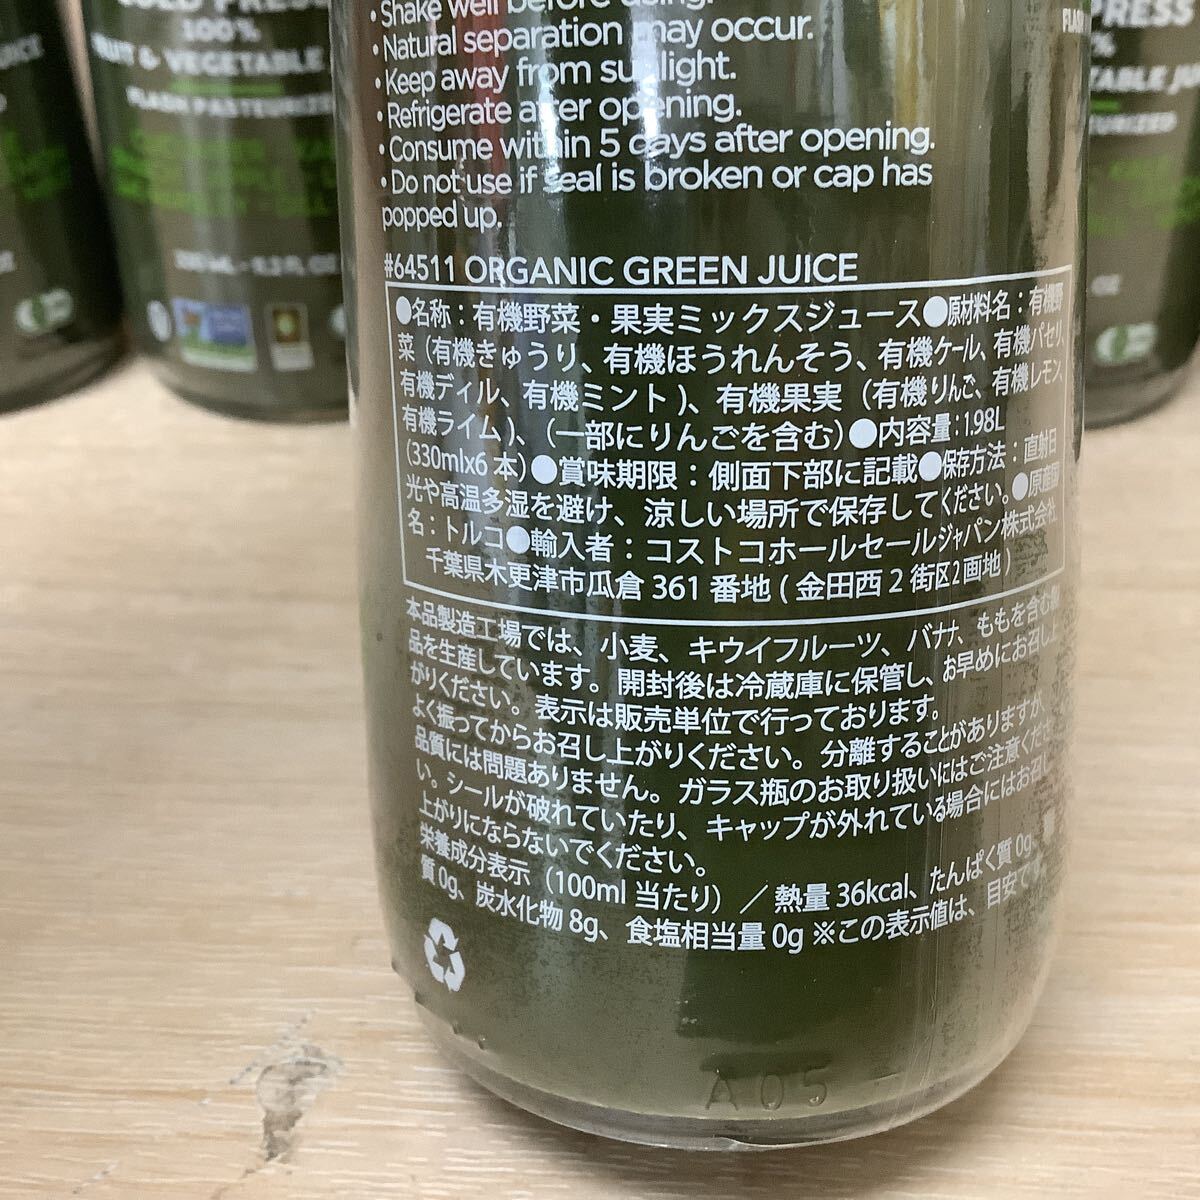 COLD PRESS
100%
FRUIT & VEGETABLE
FLASH PASTEURIZE
JUICE
• Shake well before using.
• Natural separation may occur.
• Keep away from sunlight.
• Refrigerate after opening.
• Consume within 5 days after opening.
• Do not use if seal is broken or cap has
popped up.
#64511 ORGANIC GREEN JUICE
●名称：有機野菜・果実ミックスジュース●原材料名：有機野
菜（有機きゅうり、有機ほうれんそう、有機ケール、有機パセリ、
有機ディル、有機ミント)、有機果実（有機りんご、有機レモン、
有機ライム)、（一部にりんごを含む)●内容量：1.98L
(330mlx6 本)●賞味期限：側面下部に記載●保存方法：直射日
光や高温多湿を避け、涼しい場所で保存してください。●原産国
名：トルコ●輸入者：コストコホールセールジャパン株式会社
千葉県木更津市瓜倉 361 番地 ( 金田西 2 街区2画地 )
本品製造工場では、小麦、キウイフルーツ、バナナ、ももを含む製
品を生産しています。開封後は冷蔵庫に保管し、お早めにお召し上
がりください。表示は販売単位で行っております。
よく振ってからお召し上がりください。分離することがありますが、
品質には問題ありません。ガラス瓶のお取り扱いにはご注意くださ
い。シールが破れていたり、キャップが外れている場合にはお召し
上がりにならないでください。
栄養成分表示（100ml 当たり）／ 熱量 36kcal、たんぱく質 0g、
質 0g、炭水化物 8g、食塩相当量 0g ※この表示値は、目安です。
A05
PRESS
%
TABLE JU
TURIZED
OZ